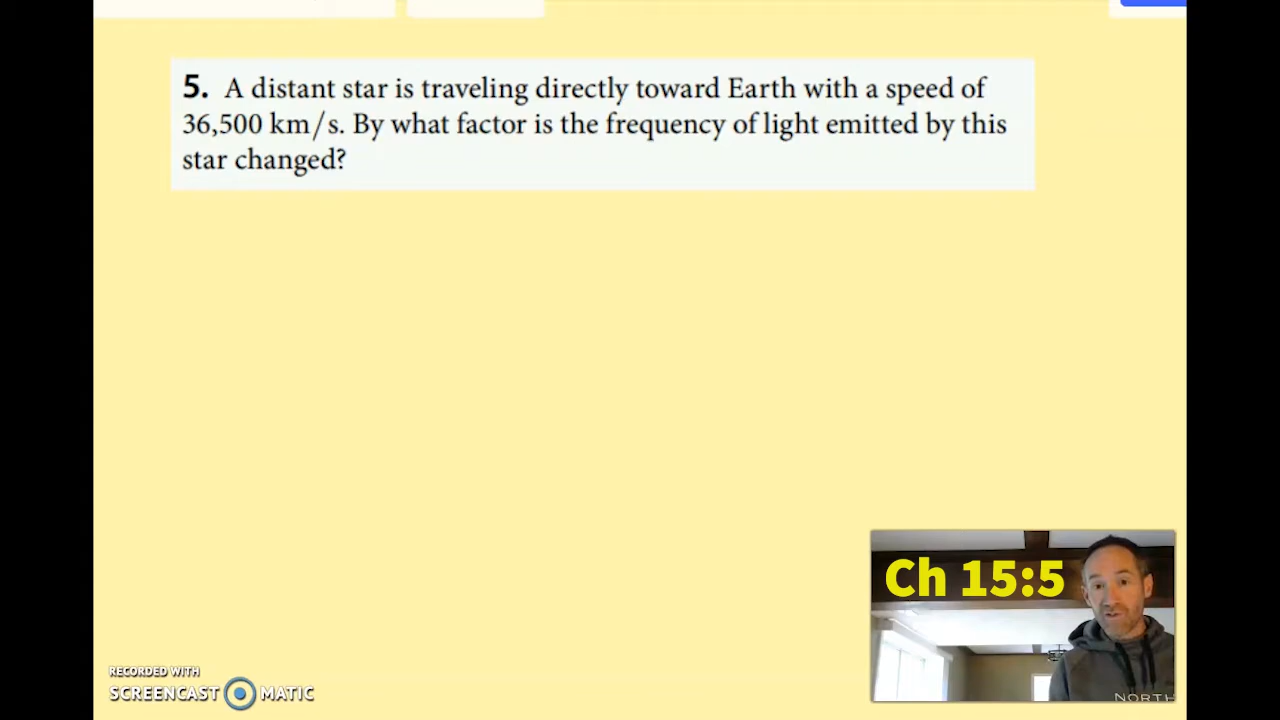 5. A distant star is traveling directly toward Earth with a speed of
36,500 km/s. By what factor is the frequency of light emitted by this
star changed?
Ch 15:5
NORTH
RECORDED WITH
SCREENCAST MATIC